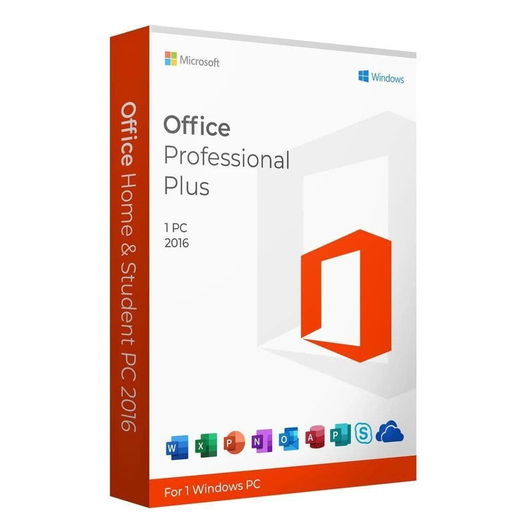 Microsoft
Windows
Office
Professional
Plus
1 PC
2016
Office Home & Student PC 2016
W
X
P
N
O
A
P
S
For 1 Windows PC